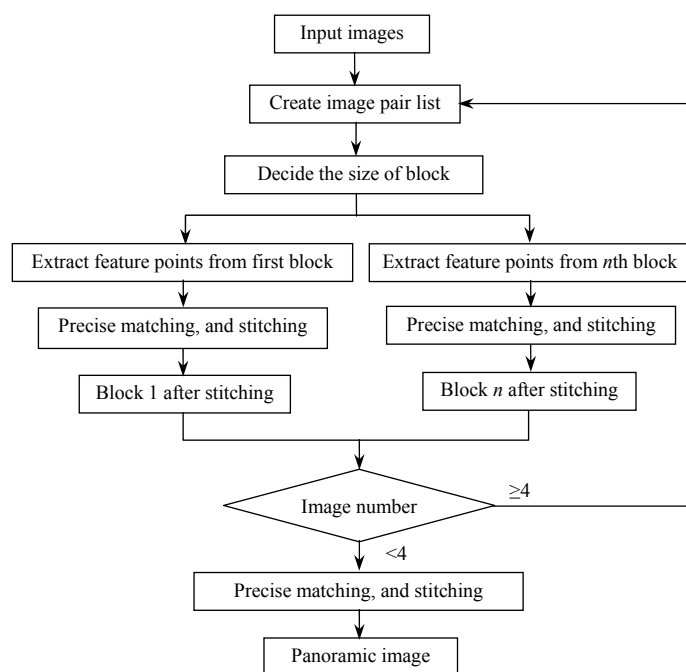 Input images
Create image pair list
Decide the size of block
Extract feature points from first block
Extract feature points from nth block
Precise matching, and stitching
Precise matching, and stitching
Block 1 after stitching
Block n after stitching
Image number
≥4
<4
Precise matching, and stitching
Panoramic image